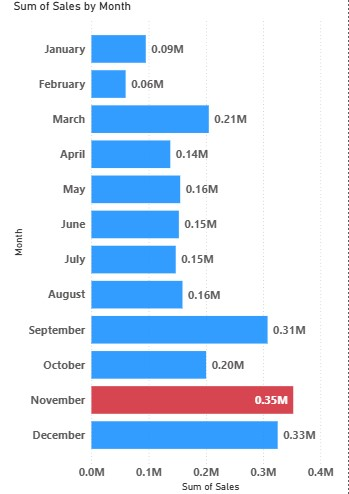 Sum of Sales by Month
January 0.09M
February 0.06M
March 0.21M
April 0.14M
May 0.16M
June 0.15M
July 0.15M
August 0.16M
September 0.31M
October 0.20M
November 0.35M
December 0.33M
Month
0.0M 0.1M 0.2M 0.3M 0.4M
Sum of Sales